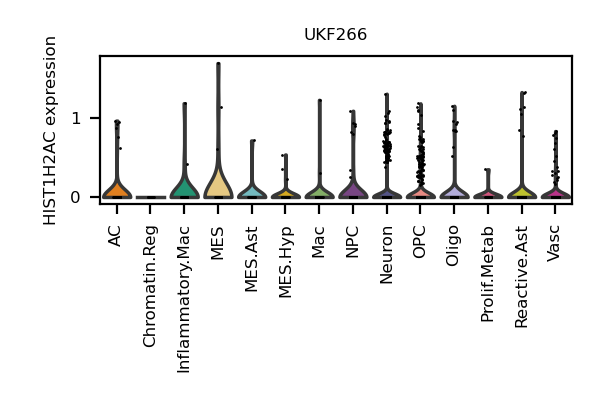 UKF266
HIST1H2AC expression
1
0
AC
Chromatin.Reg
Inflammatory.Mac
MES
MES.Ast
MES.Hyp
Mac
NPC
Neuron
OPC
Oligo
Prolif.Metab
Reactive.Ast
Vasc